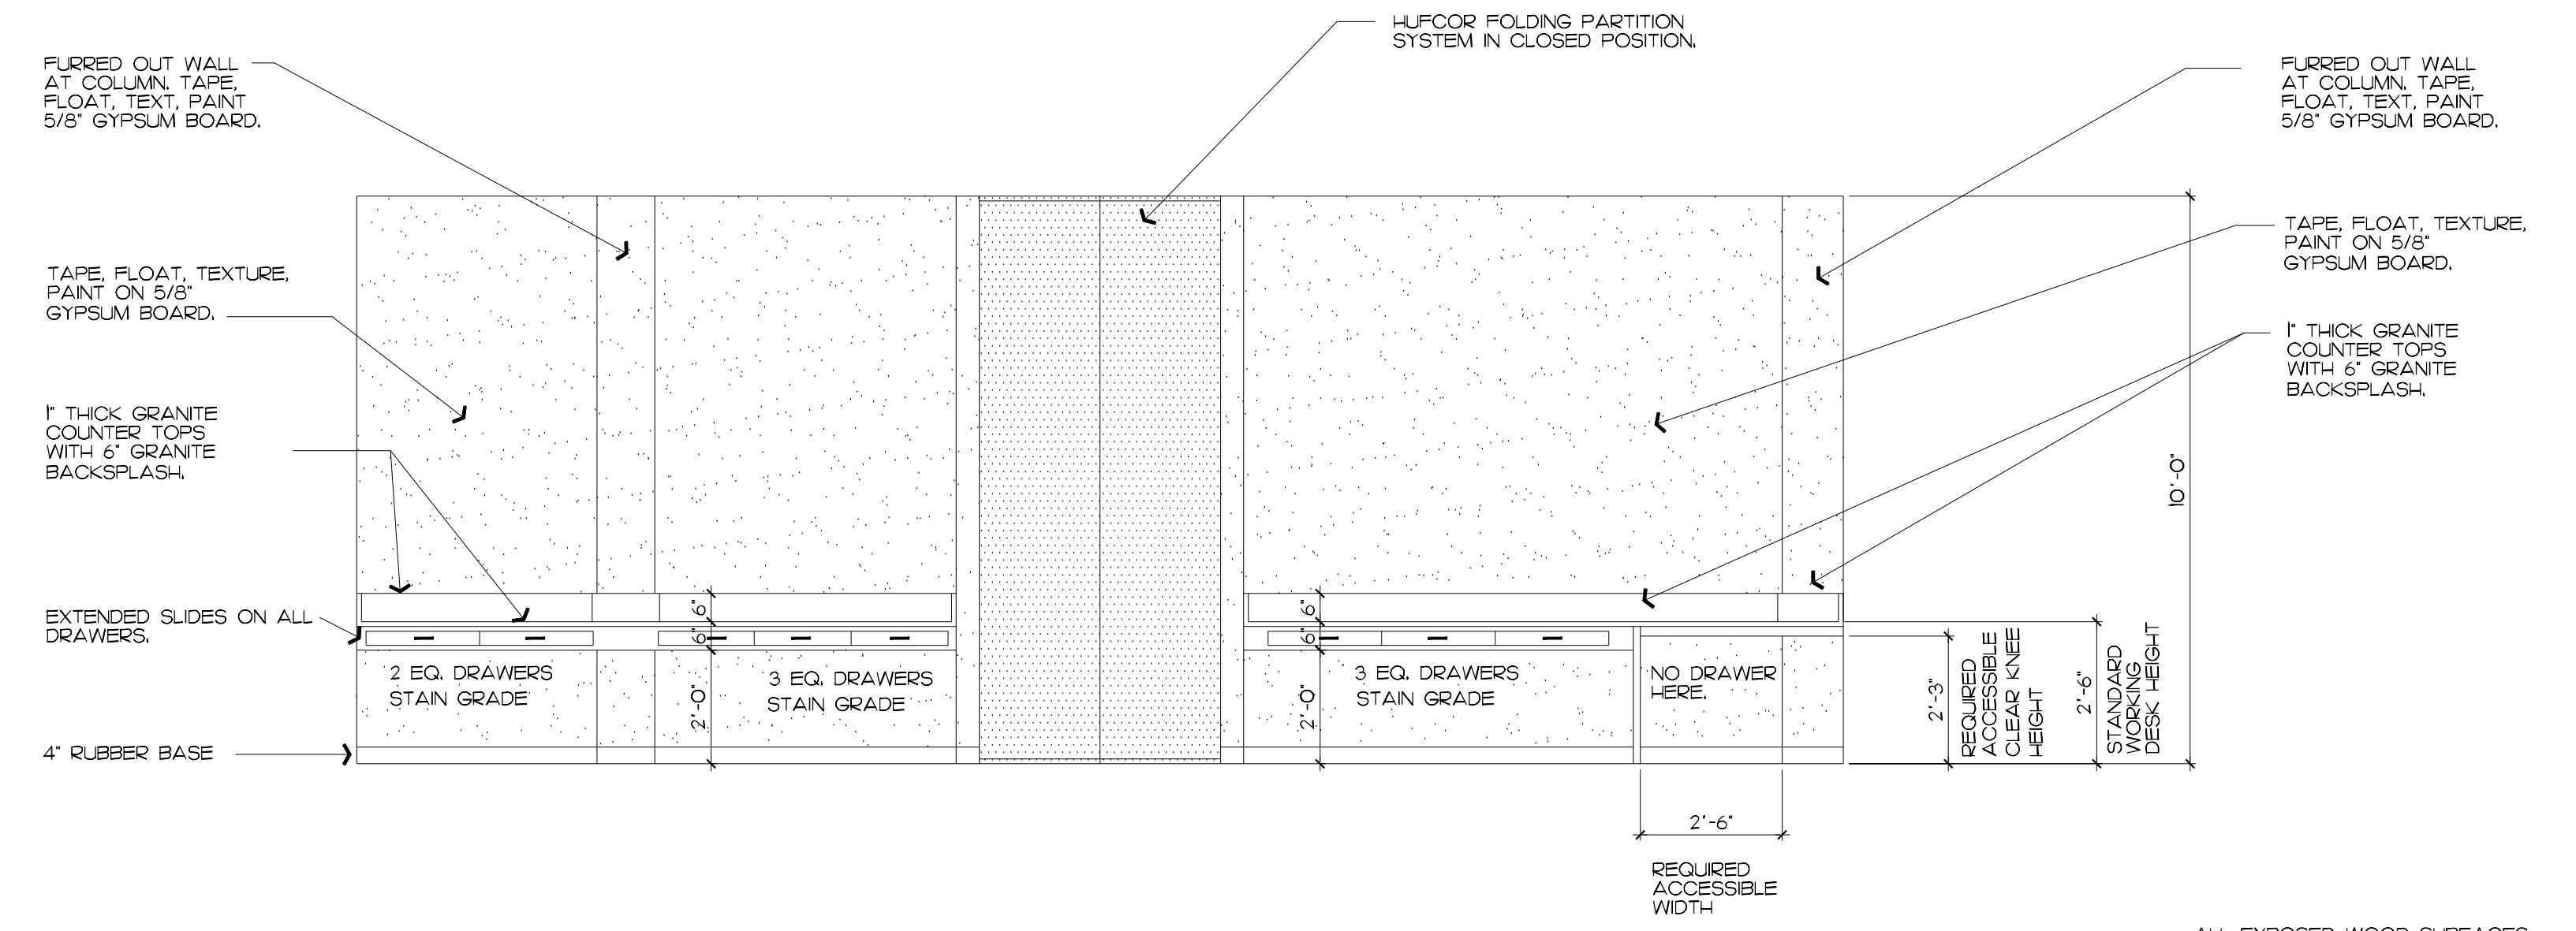 HUFCOR FOLDING PARTITION
SYSTEM IN CLOSED POSITION.
FURRED OUT WALL
AT COLUMN. TAPE,
FLOAT, TEXT, PAINT
5/8" GYPSUM BOARD.
FURRED OUT WALL
AT COLUMN. TAPE,
FLOAT, TEXT, PAINT
5/8" GYPSUM BOARD.
TAPE, FLOAT, TEXTURE,
PAINT ON 5/8"
GYPSUM BOARD.
TAPE, FLOAT, TEXTURE,
PAINT ON 5/8"
GYPSUM BOARD.
1" THICK GRANITE
COUNTER TOPS
WITH 6" GRANITE
BACKSPLASH.
1" THICK GRANITE
COUNTER TOPS
WITH 6" GRANITE
BACKSPLASH.
10'-0"
EXTENDED SLIDES ON ALL
DRAWERS.
6"
6"
2'-0"
6"
6"
2'-0"
2 EQ. DRAWERS
STAIN GRADE
3 EQ. DRAWERS
STAIN GRADE
3 EQ. DRAWERS
STAIN GRADE
NO DRAWER
HERE.
2'-3"
REQUIRED
ACCESSIBLE
CLEAR KNEE
HEIGHT
2'-6"
STANDARD
WORKING
DESK HEIGHT
4" RUBBER BASE
2'-6"
REQUIRED
ACCESSIBLE
WIDTH
ALL EXPOSED WOOD SURFACES